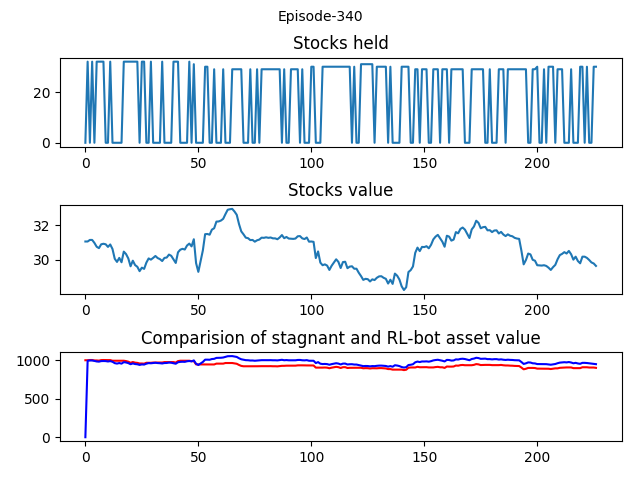 Episode-340
Stocks held
20
0
0 50 100 150 200
Stocks value
32
30
0 50 100 150 200
Comparision of stagnant and RL-bot asset value
1000
500
0
0 50 100 150 200